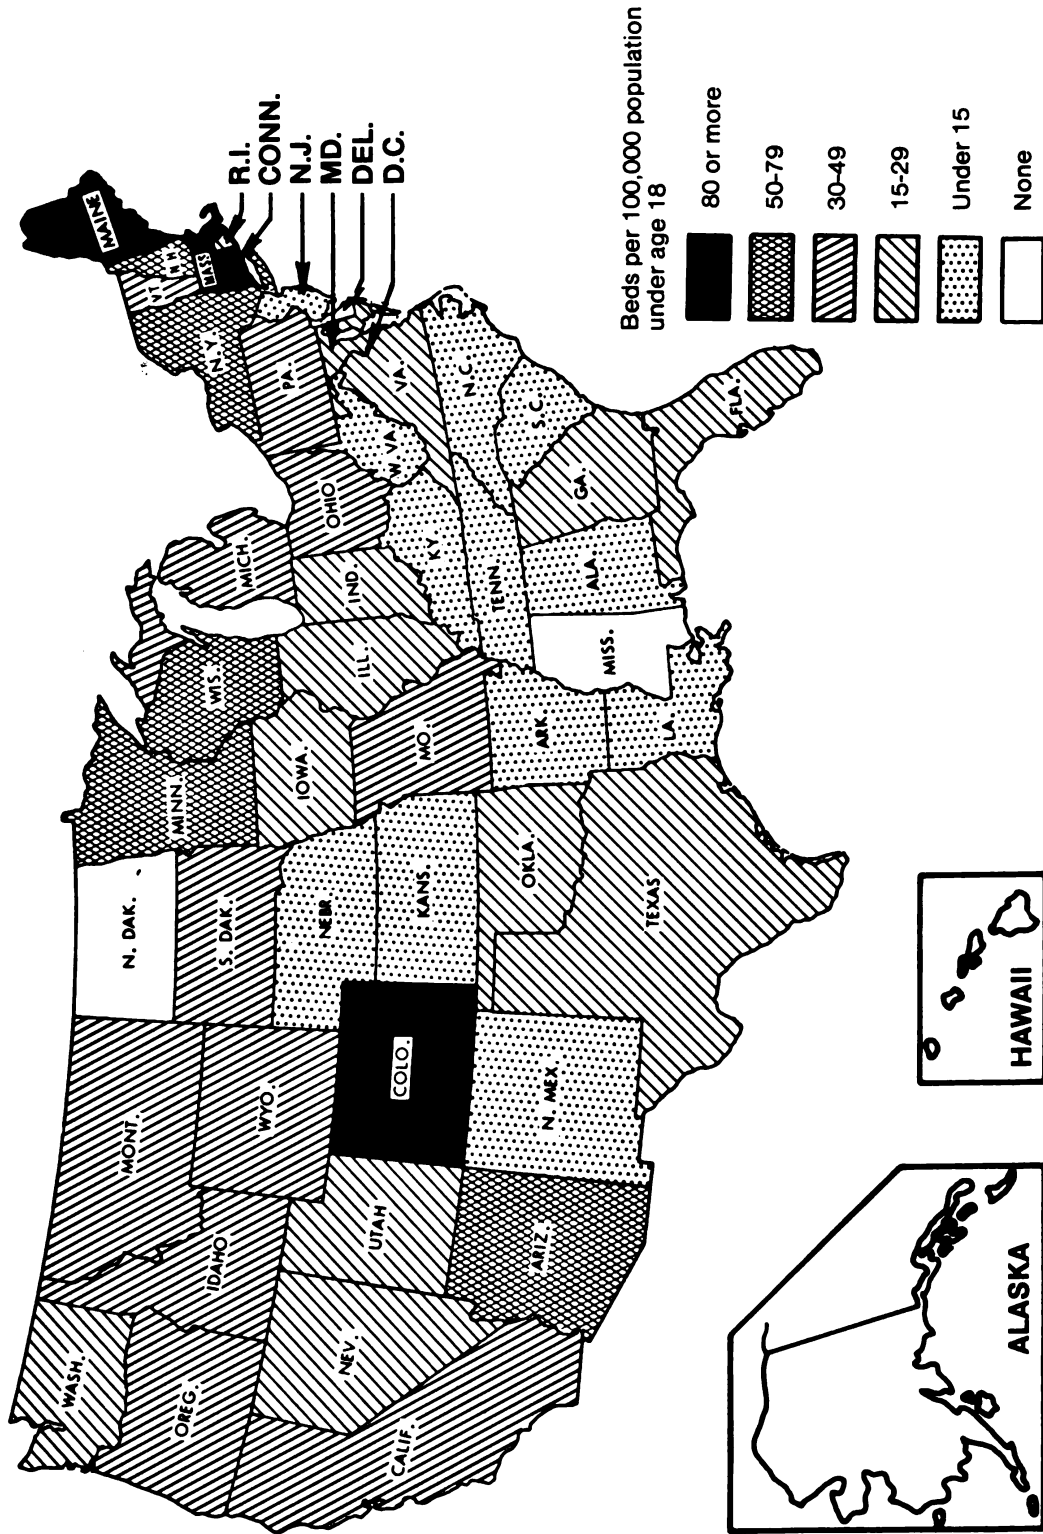 WASH.
OREG.
CALIF.
NEV.
IDAHO
MONT.
WYO.
UTAH
ARIZ.
COLO.
N. MEX.
N. DAK.
S. DAK.
NEBR.
KANS.
OKLA.
TEXAS
MINN.
IOWA
MO.
ARK.
LA.
WIS.
ILL.
MISS.
MICH.
IND.
KY.
TENN.
ALA.
OHIO
W. VA.
GA.
FLA.
PA.
VA.
N.C.
S.C.
N.Y.
VT.
N.H.
MASS
MAINE
R.I.
CONN.
N.J.
MD.
DEL.
D.C.
ALASKA
HAWAII
Beds per 100,000 population
under age 18
80 or more
50-79
30-49
15-29
Under 15
None